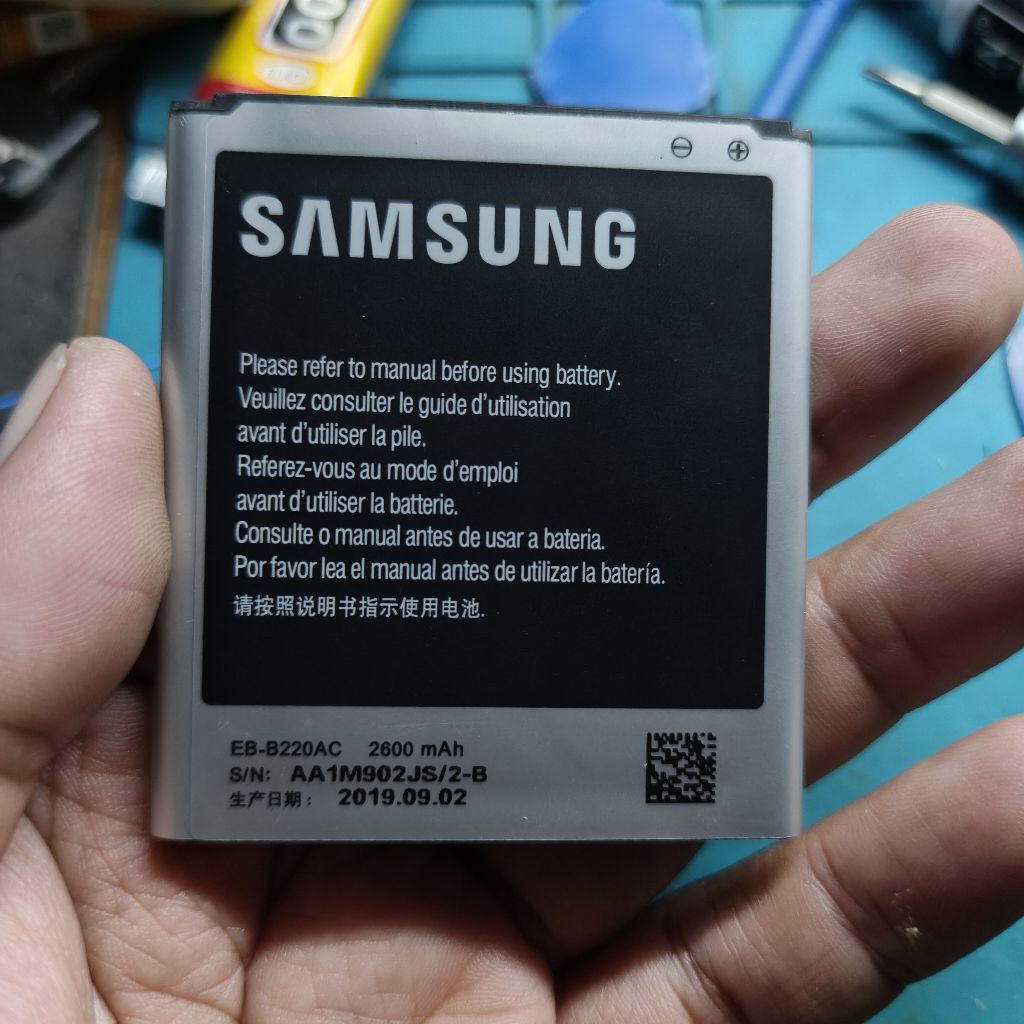 SAMSUNG
Please refer to manual before using battery.
Veuillez consulter le guide d'utilisation
avant d'utiliser la pile.
Referez-vous au mode d'emploi
avant d'utiliser la batterie.
Consulte o manual antes de usar a bateria.
Por favor lea el manual antes de utilizar la batería.
请按照说明书指示使用电池.
EB-B220AC 2600 mAh
S/N: AA1M902JS/2-B
生产日期: 2019.09.02